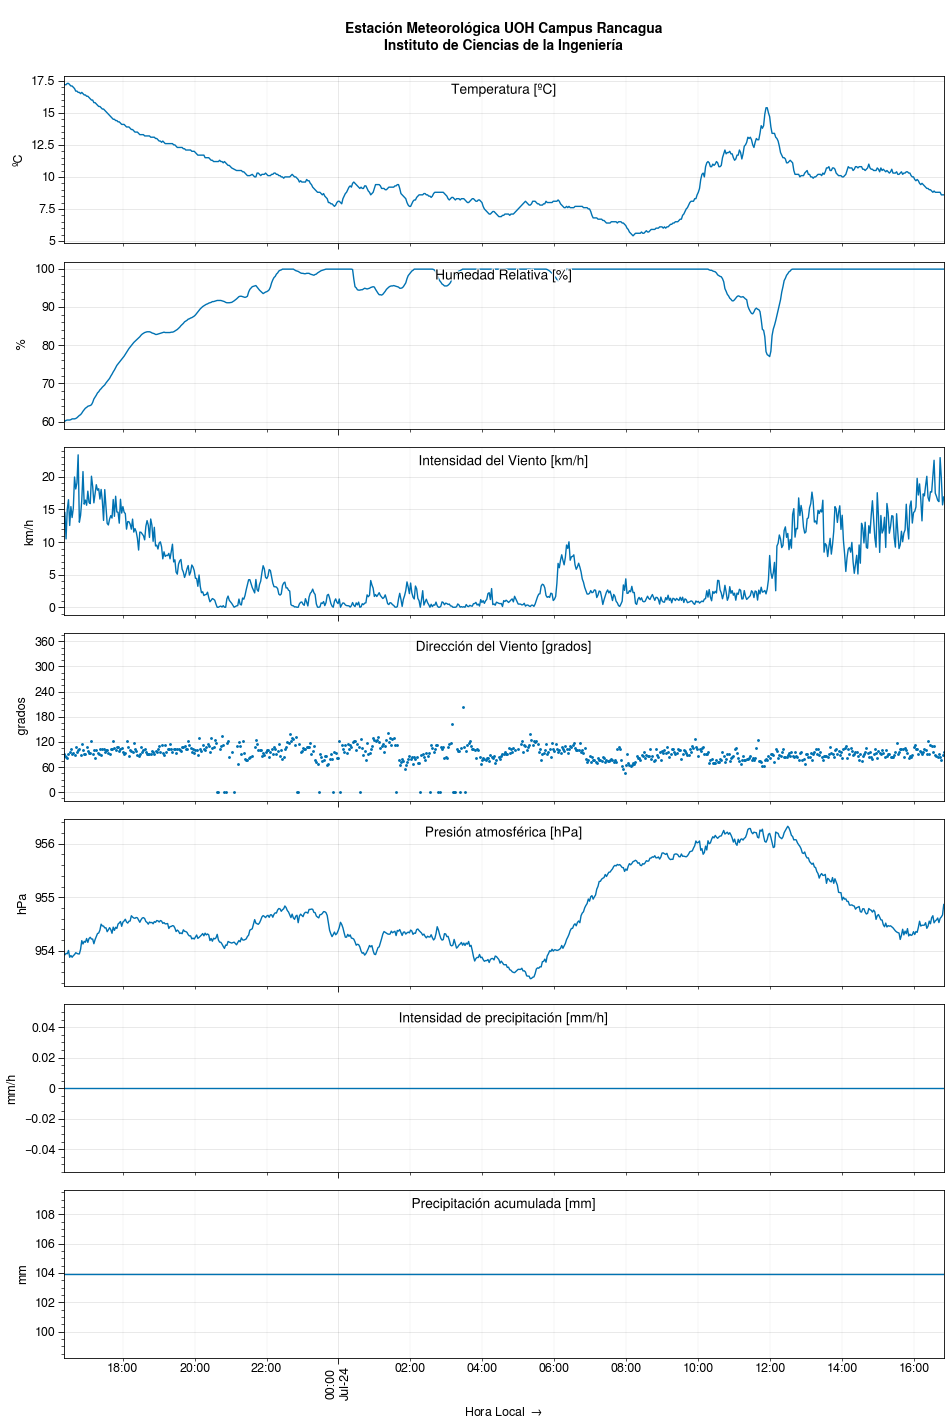 Estación Meteorológica UOH Campus Rancagua
Instituto de Ciencias de la Ingeniería
Temperatura [ºC]
17.5
15
12.5
10
7.5
5
ºC
Humedad Relativa [%]
100
90
80
70
60
%
Intensidad del Viento [km/h]
20
15
10
5
0
km/h
Dirección del Viento [grados]
360
300
240
180
120
60
0
grados
Presión atmosférica [hPa]
956
955
954
hPa
Intensidad de precipitación [mm/h]
0.04
0.02
0
−0.02
−0.04
mm/h
Precipitación acumulada [mm]
108
106
104
102
100
mm
18:00 20:00 22:00 00:00 02:00 04:00 06:00 08:00 10:00 12:00 14:00 16:00
Jul-24
Hora Local →